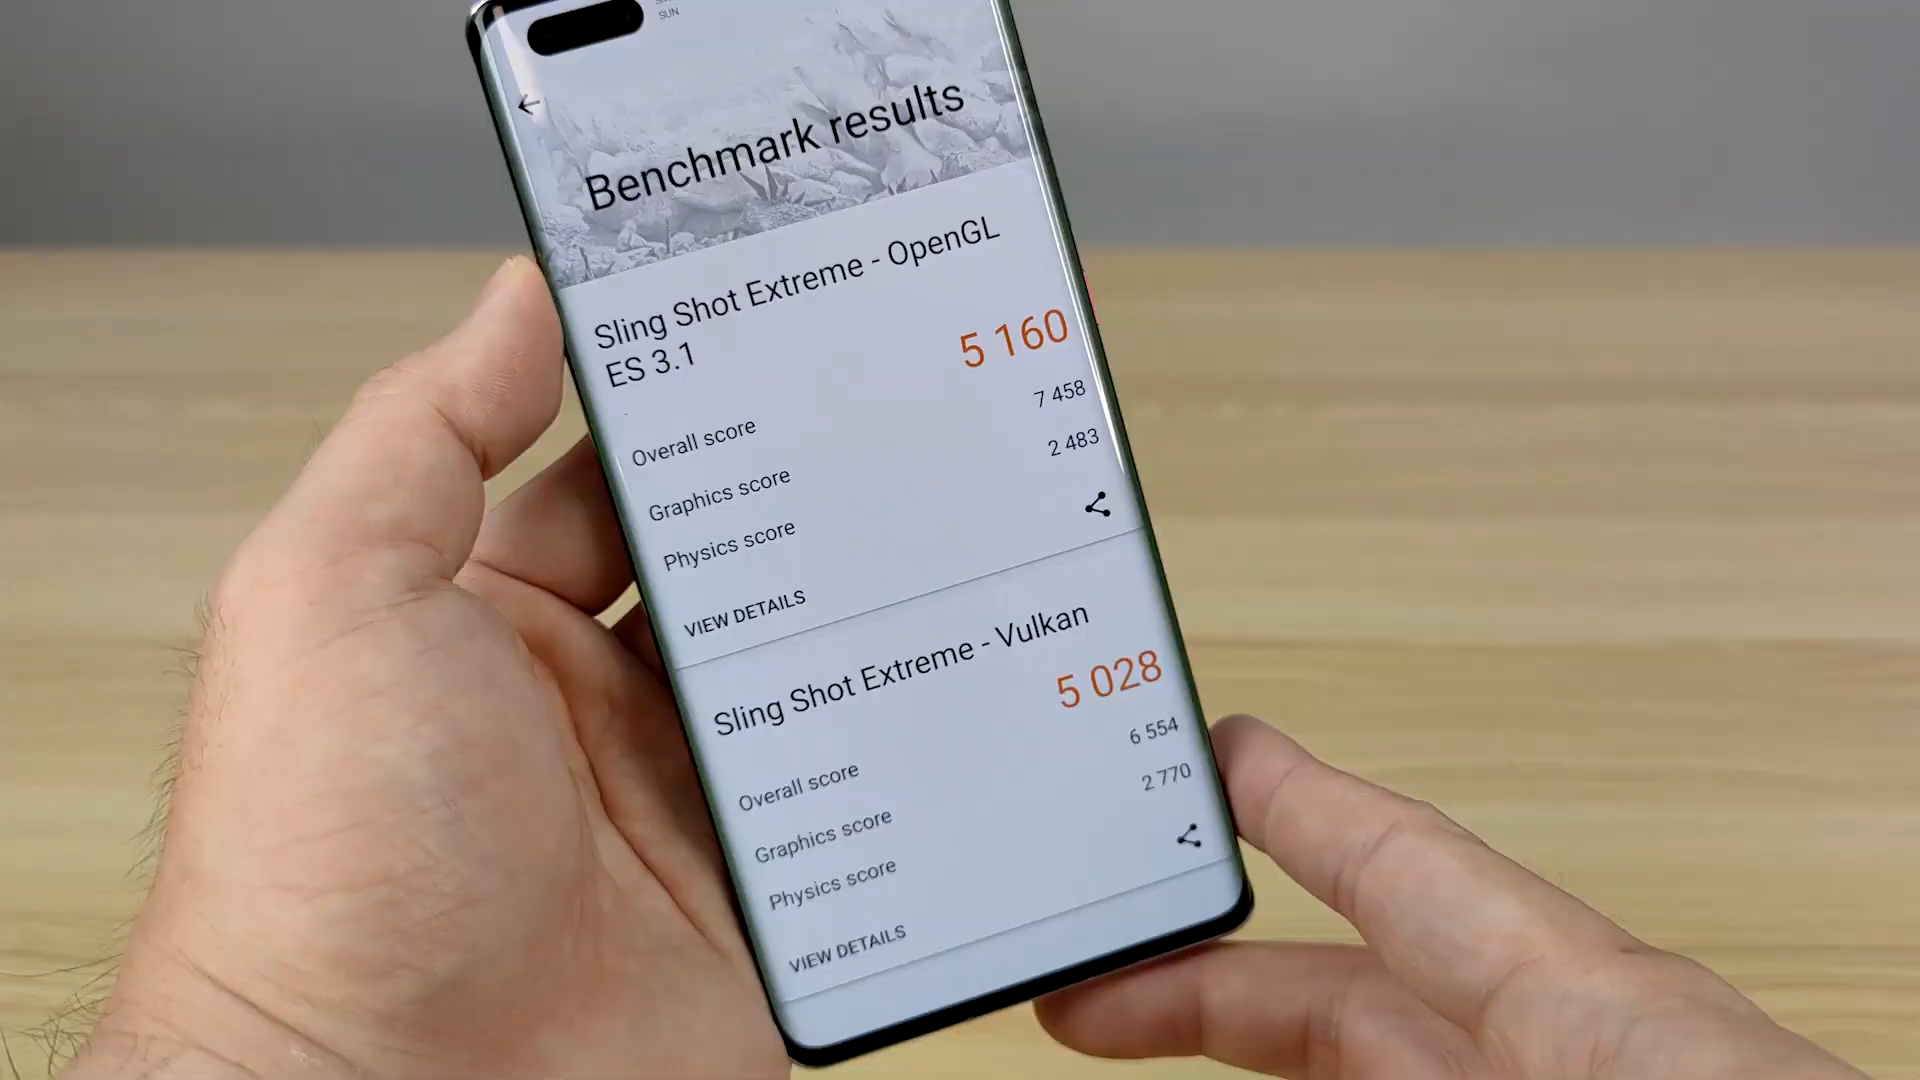 SUN
Benchmark results
Sling Shot Extreme - OpenGL
ES 3.1
5 160
Overall score
7 458
Graphics score
2 483
Physics score
VIEW DETAILS
Sling Shot Extreme - Vulkan
5 028
Overall score
6 554
Graphics score
2 770
Physics score
VIEW DETAILS